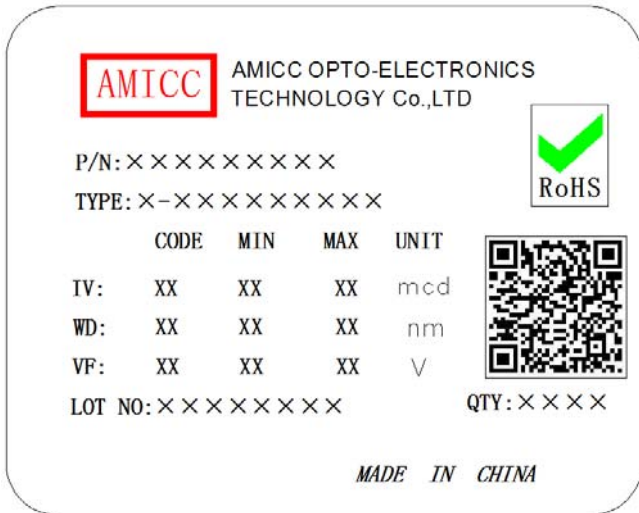 AMICC
AMICC OPTO-ELECTRONICS
TECHNOLOGY Co.,LTD
RoHS
P/N:×××××××××
TYPE:×-×××××××××
CODE MIN MAX UNIT
IV: XX XX XX mcd
WD: XX XX XX nm
VF: XX XX XX V
LOT NO:×××××××× QTY:××××
MADE IN CHINA